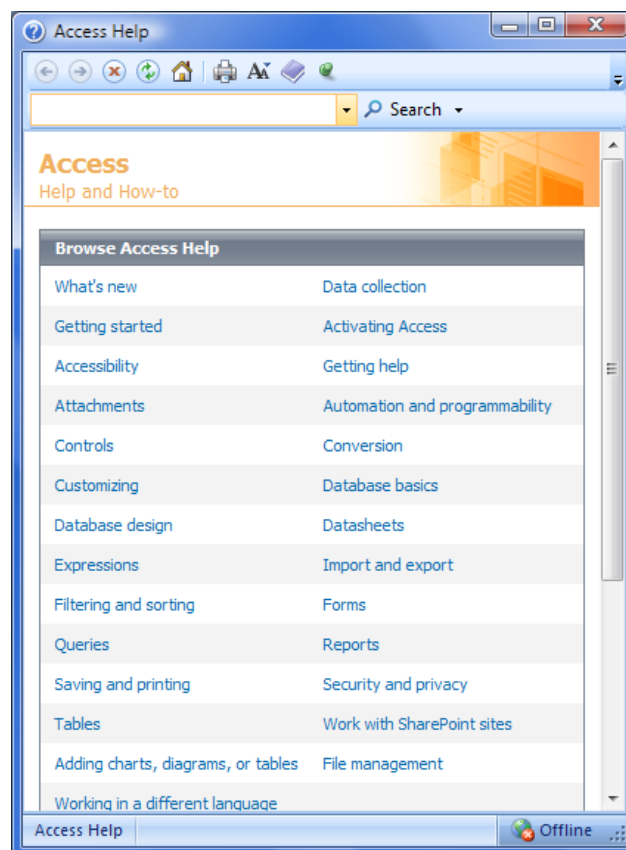 Access Help
Search
Access
Help and How-to
Browse Access Help
What's new Data collection
Getting started Activating Access
Accessibility Getting help
Attachments Automation and programmability
Controls Conversion
Customizing Database basics
Database design Datasheets
Expressions Import and export
Filtering and sorting Forms
Queries Reports
Saving and printing Security and privacy
Tables Work with SharePoint sites
Adding charts, diagrams, or tables File management
Working in a different language
Access Help Offline